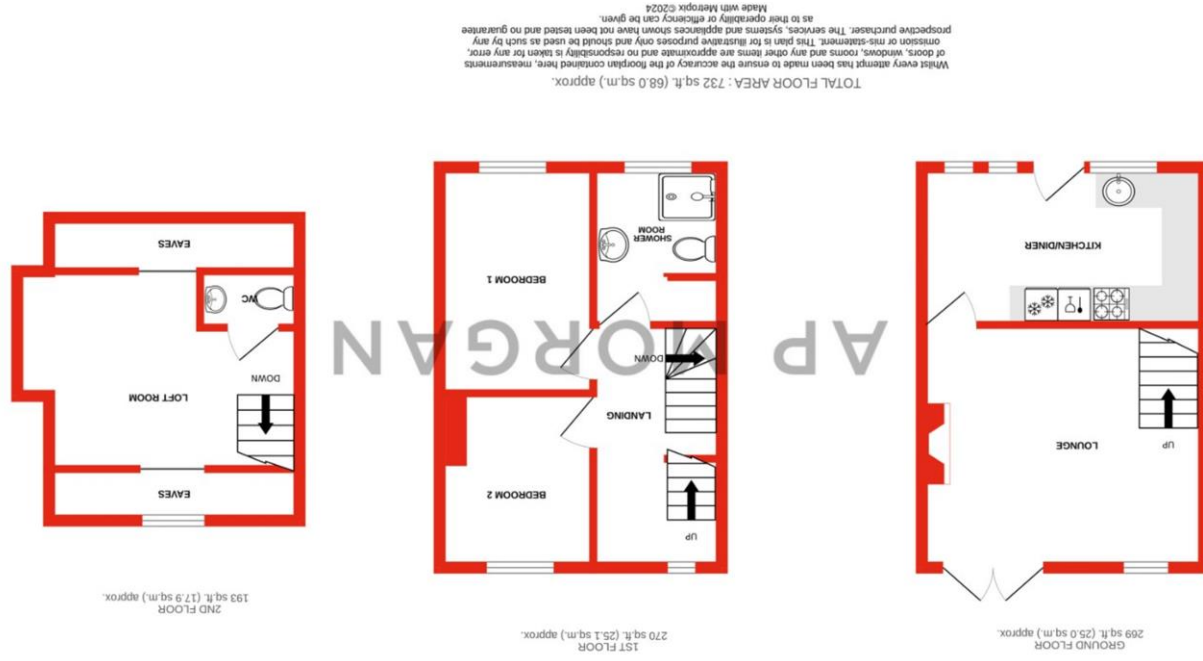 GROUND FLOOR
269 sq.ft. (25.0 sq.m.) approx.
1ST FLOOR
270 sq.ft. (25.1 sq.m.) approx.
2ND FLOOR
193 sq.ft. (17.9 sq.m.) approx.
UP
LOUNGE
KITCHEN/DINER
UP
BEDROOM 2
LANDING
DOWN
BEDROOM 1
SHOWER
ROOM
EAVES
LOFT ROOM
DOWN
WC
EAVES
AP MORGAN
TOTAL FLOOR AREA : 732 sq.ft. (68.0 sq.m.) approx.
Whilst every attempt has been made to ensure the accuracy of the floorplan contained here, measurements
of doors, windows, rooms and any other items are approximate and no responsibility is taken for error,
omission or mis-statement. This plan is for illustrative purposes only and should be used as such by any
prospective purchaser. The services, systems and appliances shown have not been tested and no guarantee
as to their operability or efficiency can be given.
Made with Metropix ©2024